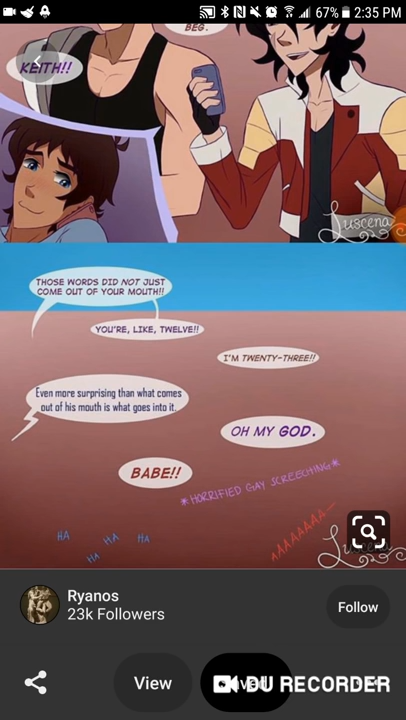 67% 2:35 PM
BEG.
KEITH!!
Luscena
THOSE WORDS DID NOT JUST
COME OUT OF YOUR MOUTH!!
YOU'RE, LIKE, TWELVE!!
I'M TWENTY-THREE!!
Even more surprising than what comes
out of his mouth is what goes into it.
OH MY GOD.
BABE!!
*HORRIFIED GAY SCREECHING*
HA HA HA
HA
AAAAAAAA—
Ryanos
23k Followers
Follow
View
DU RECORDER